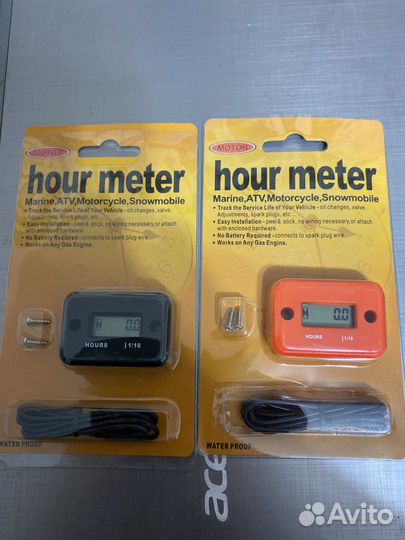 MOTOR
hour meter
Marine,ATV,Motorcycle,Snowmobile
• Track the Service Life of Your Vehicle - oil changes, valve,
Adjustments, spark plugs, etc...
• Easy Installation - peel& stick, no wiring necessary,or attach
with enclosed hardware.
• No Battery Required - connects to spark plug wire.
• Works on Any Gas Engine.
H 0.0
HOURS | 1/10
WATER PROOF
MOTOR
hour meter
Marine,ATV,Motorcycle,Snowmobile
• Track the Service Life of Your Vehicle - oil changes, valve,
Adjustments, spark plugs, etc...
• Easy Installation - peel& stick, no wiring necessary,or attach
with enclosed hardware.
• No Battery Required - connects to spark plug wire.
• Works on Any Gas Engine.
H 0.0
HOURS | 1/10
WATER PROOF
ace
Avito